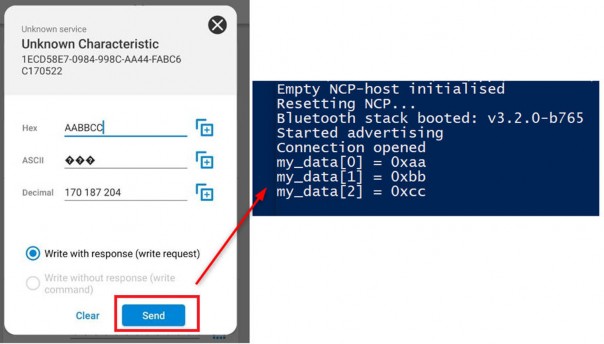 Unknown service
Unknown Characteristic
1ECD58E7-0984-998C-AA44-FABC6
C170522
Hex AABBCC
ASCII ���
Decimal 170 187 204
Write with response (write request)
Write without response (write
command)
Clear Send
Empty NCP-host initialised
Resetting NCP...
Bluetooth stack booted: v3.2.0-b765
Started advertising
Connection opened
my_data[0] = 0xaa
my_data[1] = 0xbb
my_data[2] = 0xcc